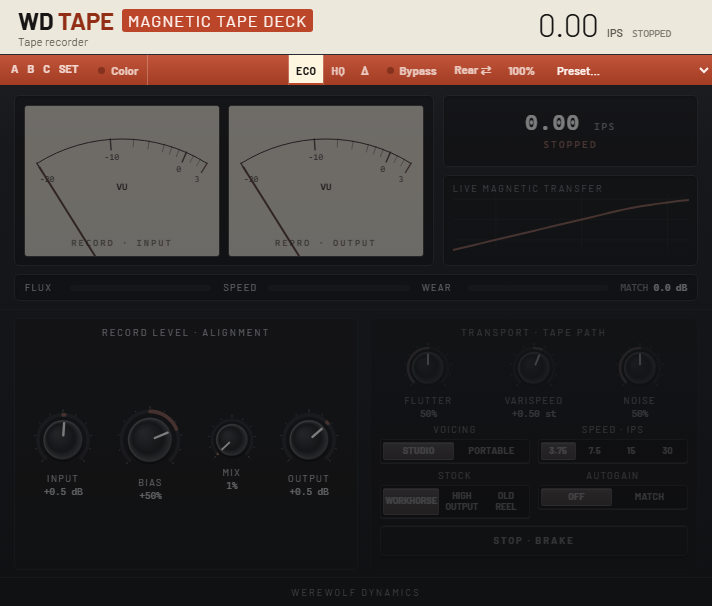 WD TAPE MAGNETIC TAPE DECK
Tape recorder
0.00 IPS STOPPED
A B C SET Color ECO HQ Δ Bypass Rear ⇄ 100% Preset...
-20 -10 0 3
VU
RECORD · INPUT
-20 -10 0 3
VU
REPRO · OUTPUT
0.00 IPS
STOPPED
LIVE MAGNETIC TRANSFER
FLUX SPEED WEAR MATCH 0.0 dB
RECORD LEVEL · ALIGNMENT
INPUT BIAS MIX OUTPUT
+0.5 dB +50% 1% +0.5 dB
TRANSPORT · TAPE PATH
FLUTTER VARISPEED NOISE
50% +0.50 st 50%
VOICING SPEED · IPS
STUDIO PORTABLE 3.75 7.5 15 30
STOCK AUTOGAIN
WORKHORSE HIGH OUTPUT OLD REEL OFF MATCH
STOP · BRAKE
WEREWOLF DYNAMICS